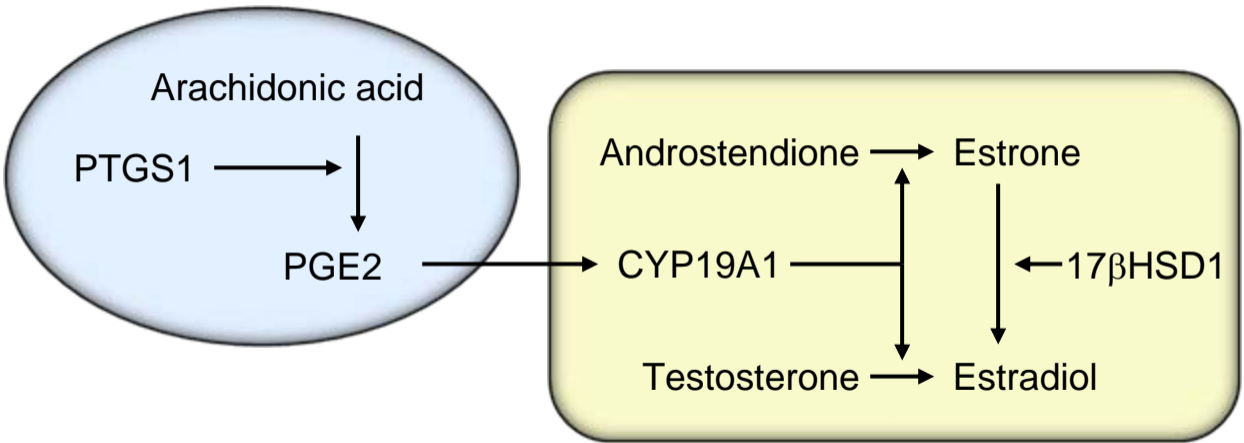 Arachidonic acid
PTGS1
PGE2
Androstendione
Estrone
CYP19A1
17βHSD1
Testosterone
Estradiol